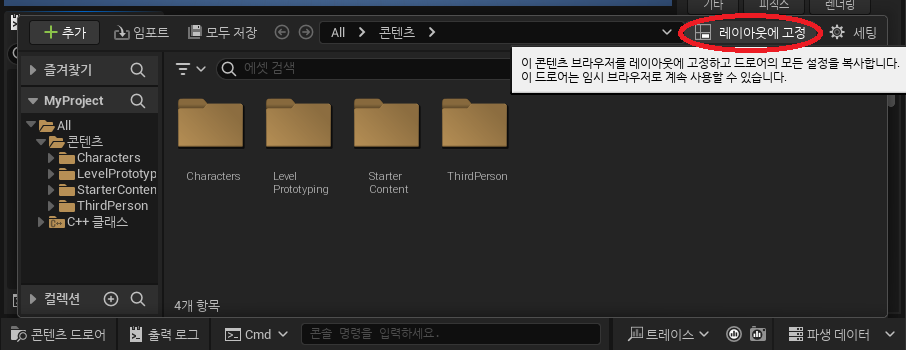 기타
피직스
렌더링
추가
임포트
모두 저장
All
콘텐츠
레이아웃에 고정
세팅
이 콘텐츠 브라우저를 레이아웃에 고정하고 드로어의 모든 설정을 복사합니다.
이 드로어는 임시 브라우저로 계속 사용할 수 있습니다.
즐겨찾기
에셋 검색
MyProject
All
콘텐츠
Characters
LevelPrototyp
StarterConten
ThirdPerson
C++ 클래스
Characters
Level
Prototyping
Starter
Content
ThirdPerson
컬렉션
4개 항목
콘텐츠 드로어
출력 로그
Cmd
콘솔 명령을 입력하세요.
트레이스
파생 데이터